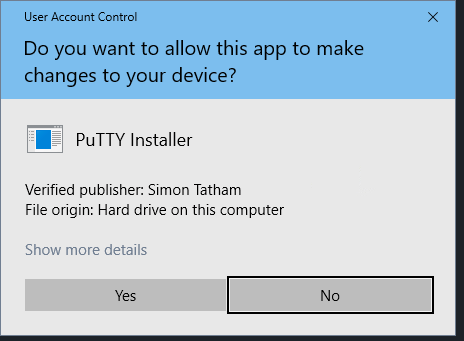 User Account Control
Do you want to allow this app to make
changes to your device?
PuTTY Installer
Verified publisher: Simon Tatham
File origin: Hard drive on this computer
Show more details
Yes
No